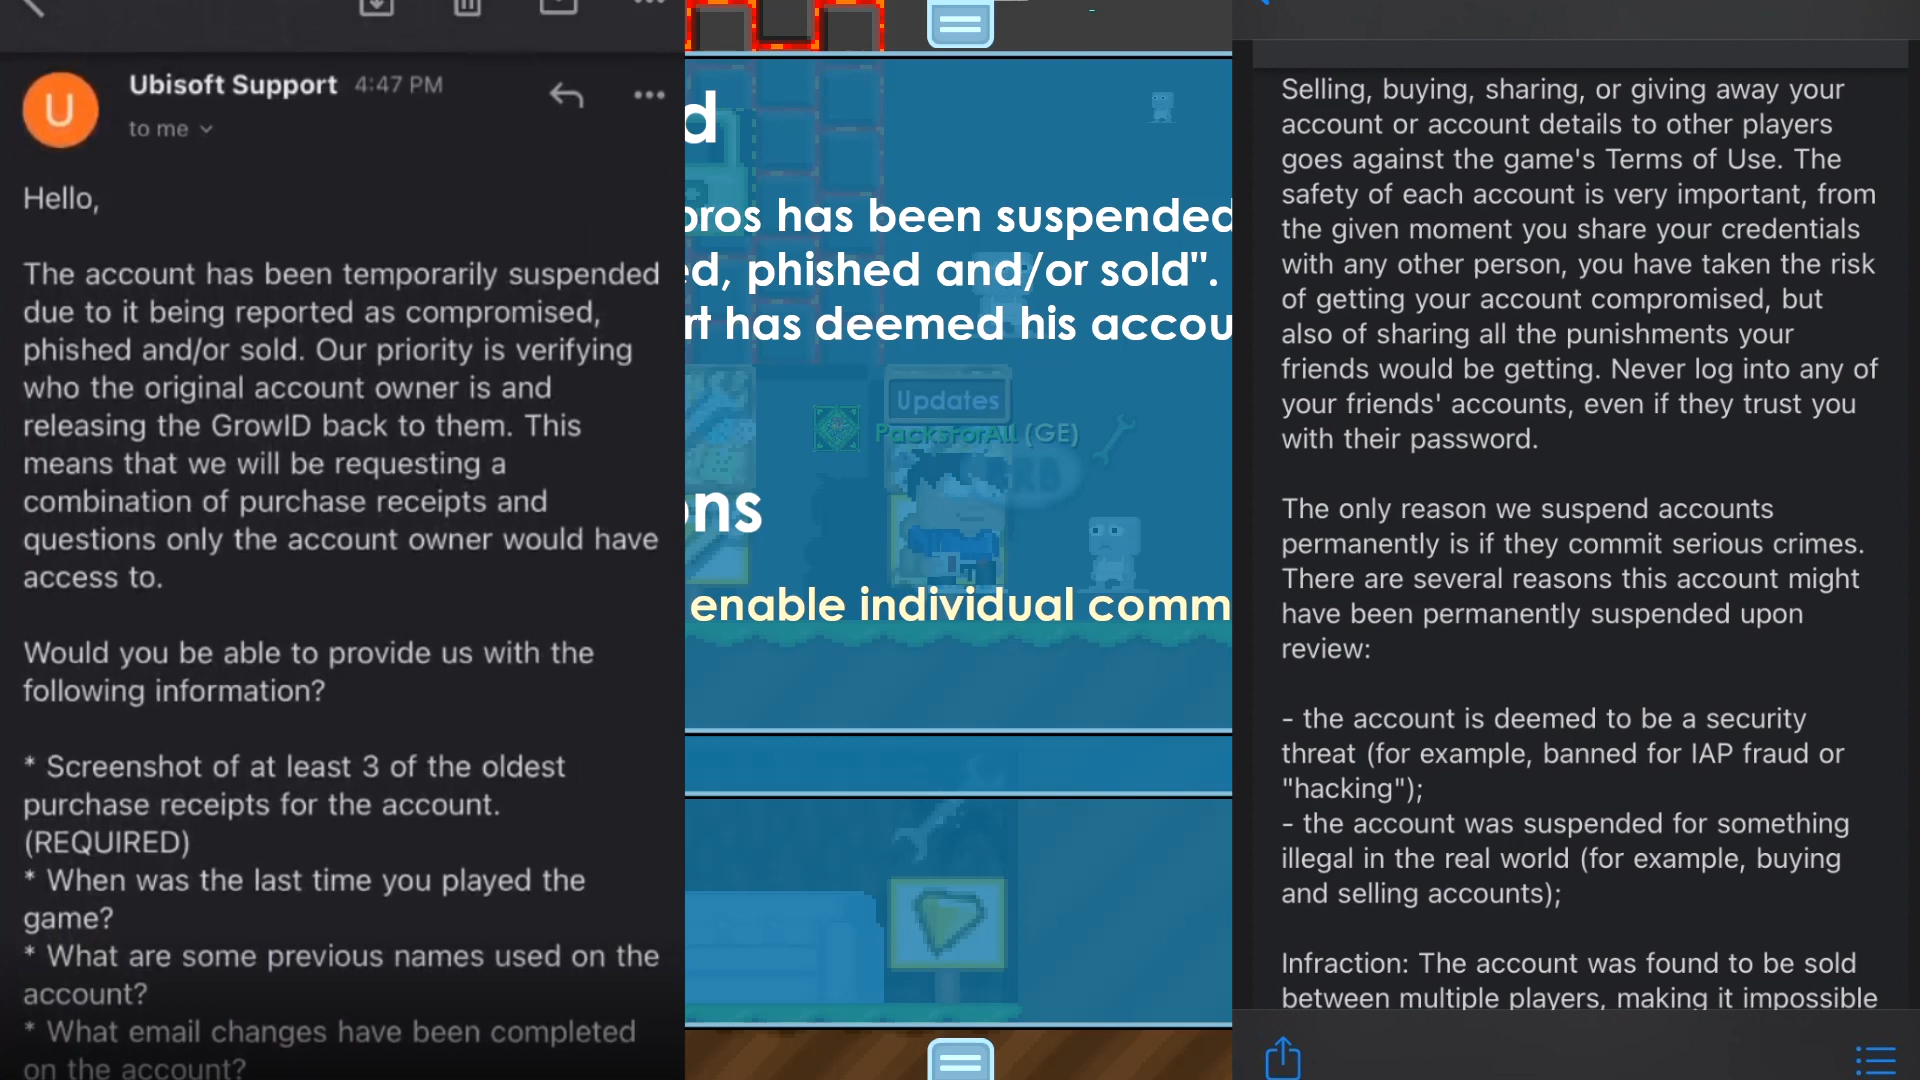 Ubisoft Support 4:47 PM
to me
U
Hello,
The account has been temporarily suspended
due to it being reported as compromised,
phished and/or sold. Our priority is verifying
who the original account owner is and
releasing the GrowID back to them. This
means that we will be requesting a
combination of purchase receipts and
questions only the account owner would have
access to.
Would you be able to provide us with the
following information?
* Screenshot of at least 3 of the oldest
purchase receipts for the account.
(REQUIRED)
* When was the last time you played the
game?
* What are some previous names used on the
account?
* What email changes have been completed
on the account?
d
pros has been suspended
ed, phished and/or sold".
rt has deemed his accou
Updates
PacksForAll (GE)
ons
enable individual comm
Selling, buying, sharing, or giving away your
account or account details to other players
goes against the game's Terms of Use. The
safety of each account is very important, from
the given moment you share your credentials
with any other person, you have taken the risk
of getting your account compromised, but
also of sharing all the punishments your
friends would be getting. Never log into any of
your friends' accounts, even if they trust you
with their password.
The only reason we suspend accounts
permanently is if they commit serious crimes.
There are several reasons this account might
have been permanently suspended upon
review:
- the account is deemed to be a security
threat (for example, banned for IAP fraud or
"hacking");
- the account was suspended for something
illegal in the real world (for example, buying
and selling accounts);
Infraction: The account was found to be sold
between multiple players, making it impossible